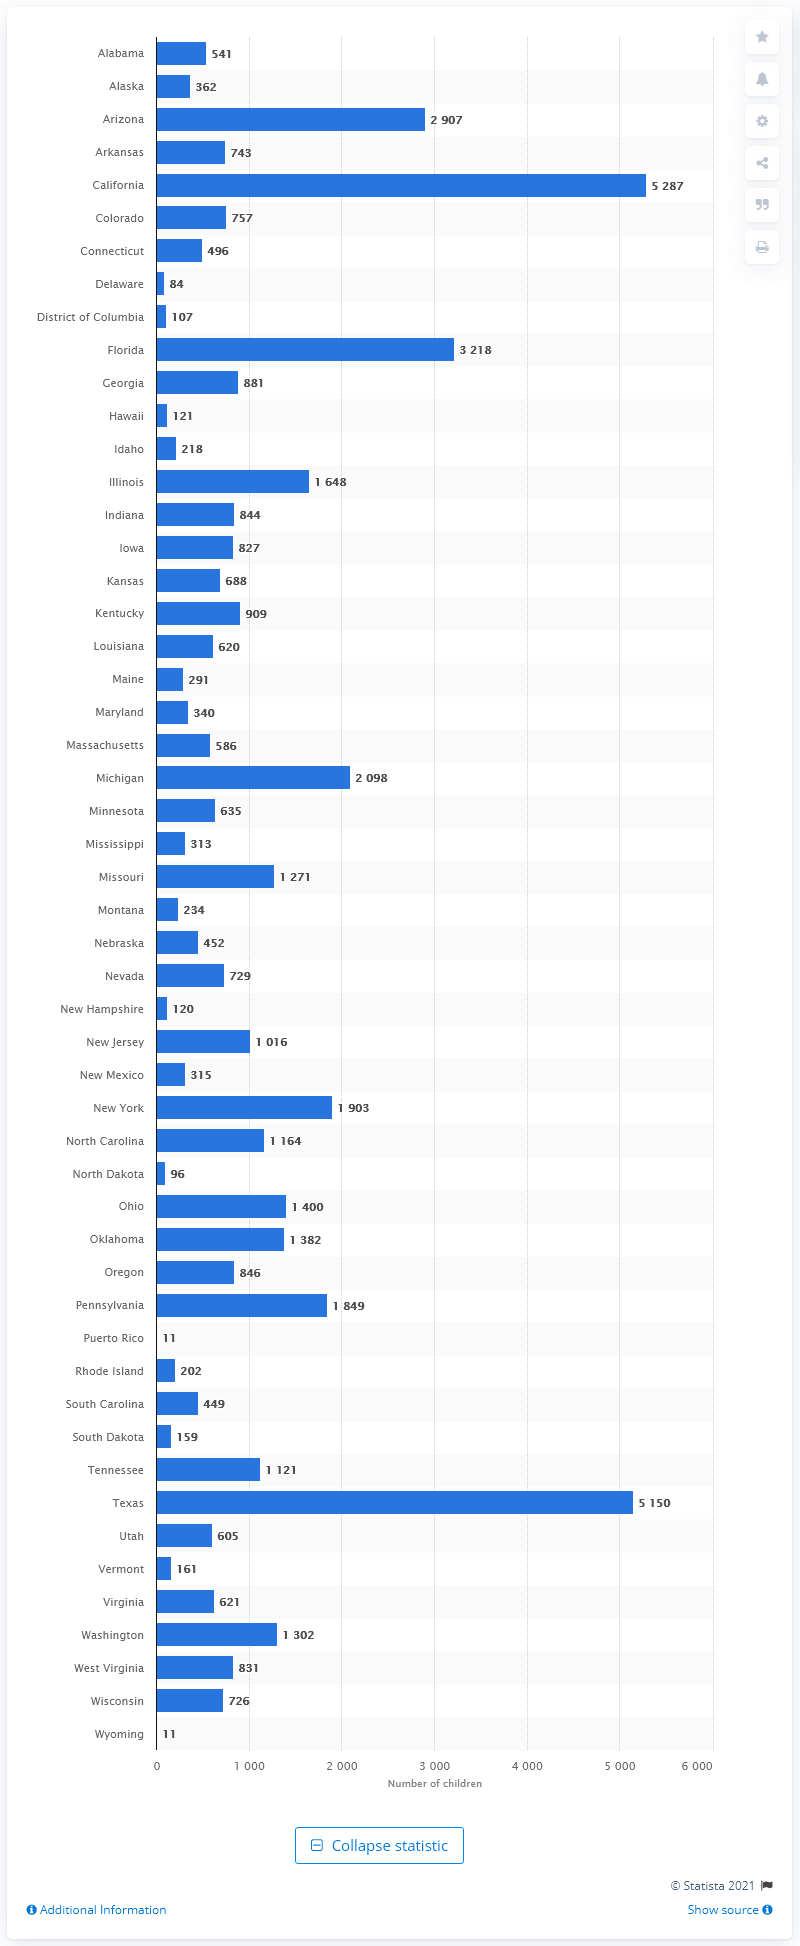 Alabama 541
Alaska 362
Arizona 2 907
Arkansas 743
California 5 287
Colorado 757
Connecticut 496
Delaware 84
District of Columbia 107
Florida 3 218
Georgia 881
Hawaii 121
Idaho 218
Illinois 1 648
Indiana 844
Iowa 827
Kansas 688
Kentucky 909
Louisiana 620
Maine 291
Maryland 340
Massachusetts 586
Michigan 2 098
Minnesota 635
Mississippi 313
Missouri 1 271
Montana 234
Nebraska 452
Nevada 729
New Hampshire 120
New Jersey 1 016
New Mexico 315
New York 1 903
North Carolina 1 164
North Dakota 96
Ohio 1 400
Oklahoma 1 382
Oregon 846
Pennsylvania 1 849
Puerto Rico 11
Rhode Island 202
South Carolina 449
South Dakota 159
Tennessee 1 121
Texas 5 150
Utah 605
Vermont 161
Virginia 621
Washington 1 302
West Virginia 831
Wisconsin 726
Wyoming 11
0 1 000 2 000 3 000 4 000 5 000 6 000
Number of children
Collapse statistic
© Statista 2021
Additional Information Show source